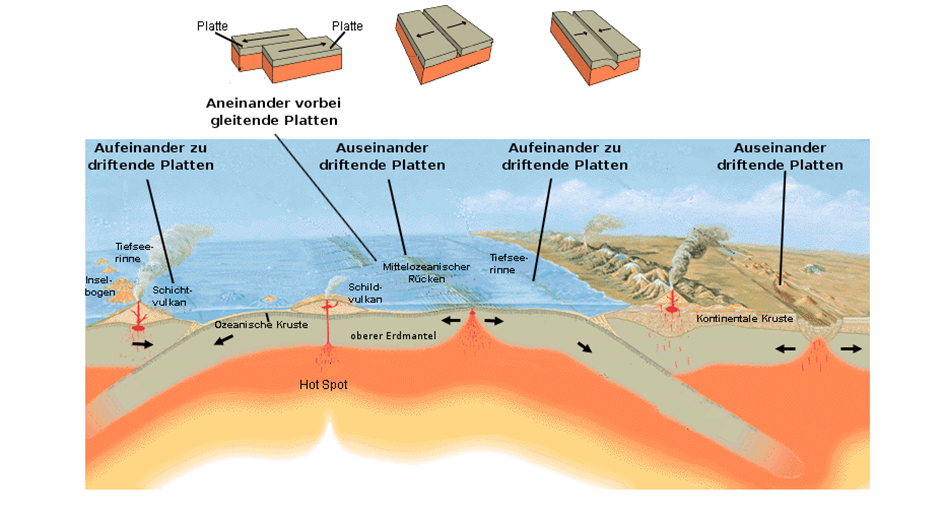 Platte
Platte
Aneinander vorbei
gleitende Platten
Aufeinander zu
driftende Platten
Auseinander
driftende Platten
Aufeinander zu
driftende Platten
Auseinander
driftende Platten
Tiefsee-
rinne
Insel-
bogen
Schicht-
vulkan
Schild-
vulkan
Mittelozeanischer
Rücken
Tiefsee-
rinne
Ozeanische Kruste
oberer Erdmantel
Kontinentale Kruste
Hot Spot